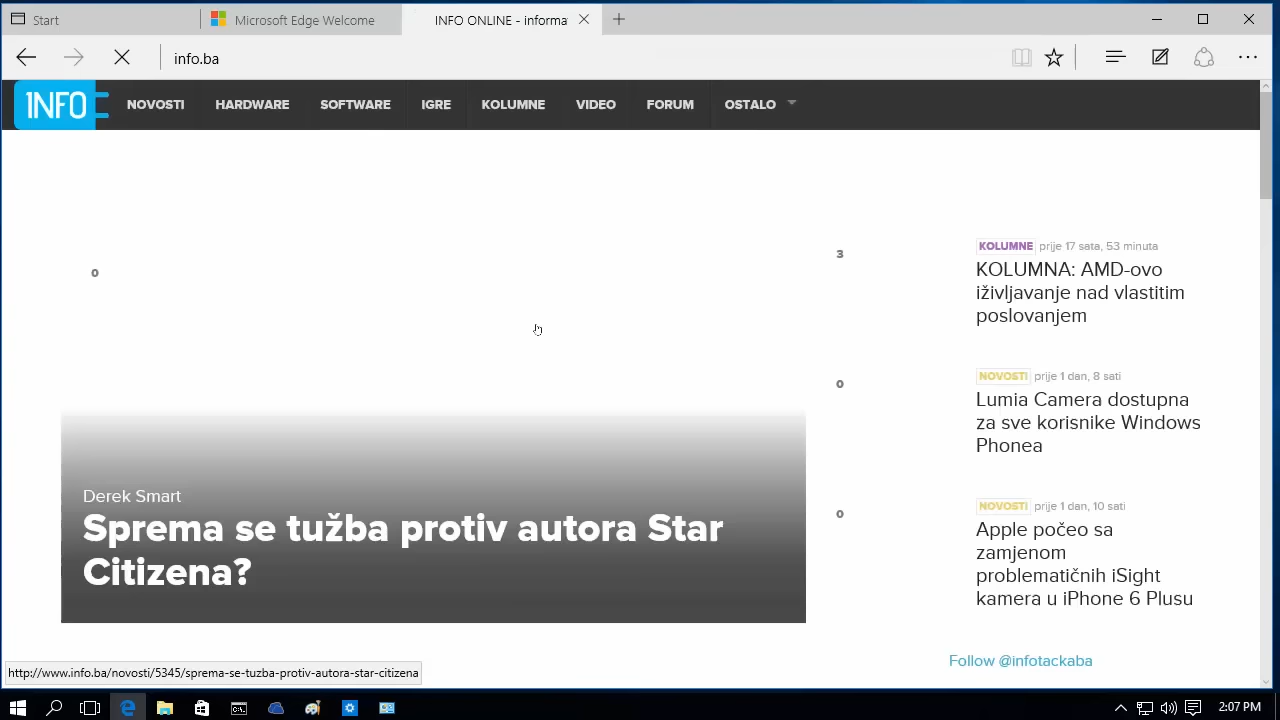 Start
Microsoft Edge Welcome
INFO ONLINE - informa
info.ba
INFO
NOVOSTI
HARDWARE
SOFTWARE
IGRE
KOLUMNE
VIDEO
FORUM
OSTALO
0
Derek Smart
Sprema se tužba protiv autora Star
Citizena?
3
KOLUMNE prije 17 sata, 53 minuta
KOLUMNA: AMD-ovo
iživljavanje nad vlastitim
poslovanjem
0
NOVOSTI prije 1 dan, 8 sati
Lumia Camera dostupna
za sve korisnike Windows
Phonea
0
NOVOSTI prije 1 dan, 10 sati
Apple počeo sa
zamjenom
problematičnih iSight
kamera u iPhone 6 Plusu
Follow @infotackaba
http://www.info.ba/novosti/5345/sprema-se-tuzba-protiv-autora-star-citizena
2:07 PM